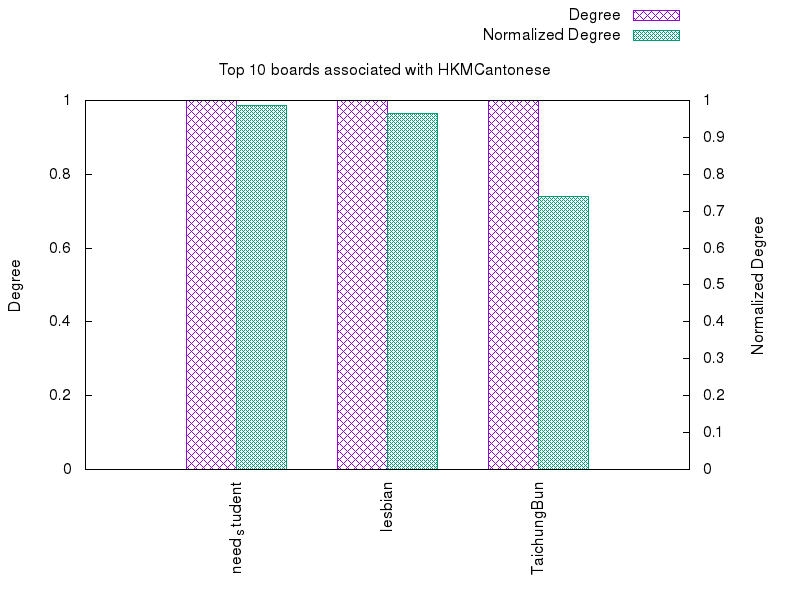 Degree
Normalized Degree
Top 10 boards associated with HKMCantonese
1
0.8
0.6
0.4
0.2
0
1
0.9
0.8
0.7
0.6
0.5
0.4
0.3
0.2
0.1
0
Degree
Normalized Degree
need_student
lesbian
TaichungBun